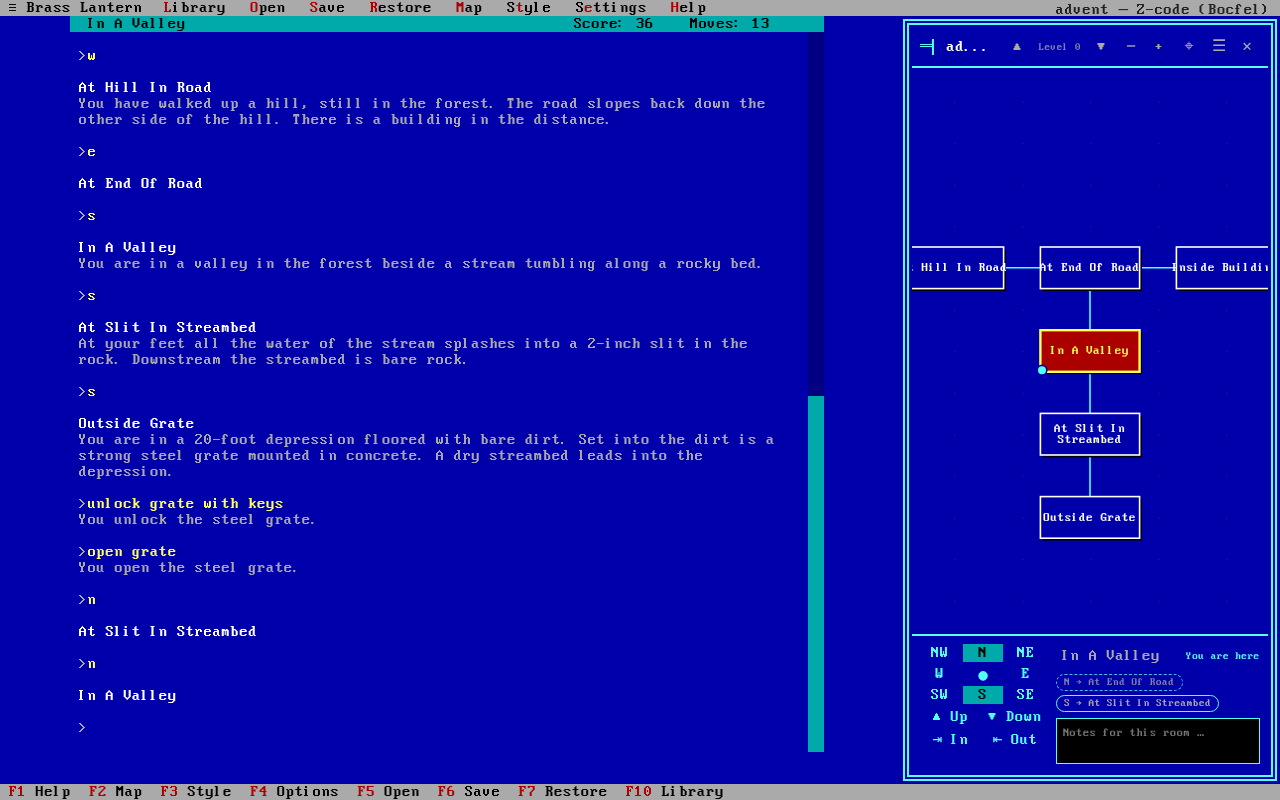 ≡ Brass Lantern Library Open Save Restore Map Style Settings Help advent — Z-code (Bocfel)
In A Valley Score: 36 Moves: 13
>w
At Hill In Road
You have walked up a hill, still in the forest. The road slopes back down the
other side of the hill. There is a building in the distance.
>e
At End Of Road
>s
In A Valley
You are in a valley in the forest beside a stream tumbling along a rocky bed.
>s
At Slit In Streambed
At your feet all the water of the stream splashes into a 2-inch slit in the
rock. Downstream the streambed is bare rock.
>s
Outside Grate
You are in a 20-foot depression floored with bare dirt. Set into the dirt is a
strong steel grate mounted in concrete. A dry streambed leads into the
depression.
>unlock grate with keys
You unlock the steel grate.
>open grate
You open the steel grate.
>n
At Slit In Streambed
>n
In A Valley
>
ad... ▲ Level 0 ▼ − + ⌖ ☰ ×
Hill In Road At End Of Road Inside Buildin
In A Valley
At Slit In
Streambed
Outside Grate
NW N NE
W ● E
SW S SE
▲ Up ▼ Down
⇥ In ⇤ Out
In A Valley You are here
N → At End Of Road
S → At Slit In Streambed
Notes for this room …
F1 Help F2 Map F3 Style F4 Options F5 Open F6 Save F7 Restore F10 Library